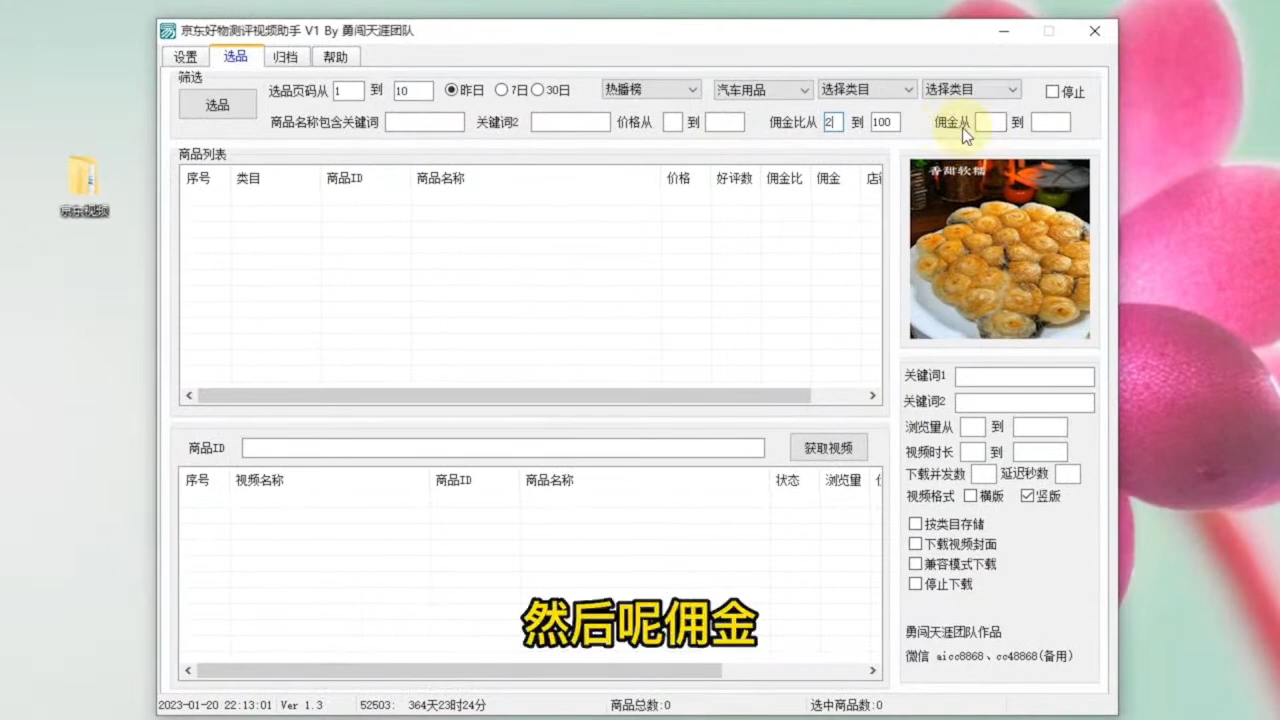 京东好物测评视频助手 V1 By 勇闯天涯团队
设置 选品 归档 帮助
筛选
选品 选品页码从 1 到 10 昨日 7日 30日 热播榜 汽车用品 选择类目 选择类目 停止
商品名称包含关键词 关键词2 价格从 到 佣金比从 2 到 100 佣金从 到
京东视频
商品列表
序号 类目 商品ID 商品名称 价格 好评数 佣金比 佣金
香甜软糯
关键词1
关键词2
浏览量从 到
视频时长 到
下载并发数 延迟秒数
视频格式 横版 竖版
按类目存储
下载视频封面
兼容模式下载
停止下载
商品ID 获取视频
序号 视频名称 商品ID 商品名称 状态 浏览量
然后呢佣金
勇闯天涯团队作品
微信 aicc8868、cc48868(备用)
2023-01-20 22:13:01 Ver 1.3 52503: 364天23时24分 商品总数:0 选中商品数:0